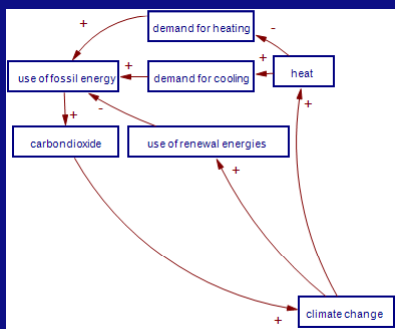 +
demand for heating
-
+
+
use of fossil energy
demand for cooling
heat
+
-
+
carbondioxide
use of renewal energies
+
+
climate change